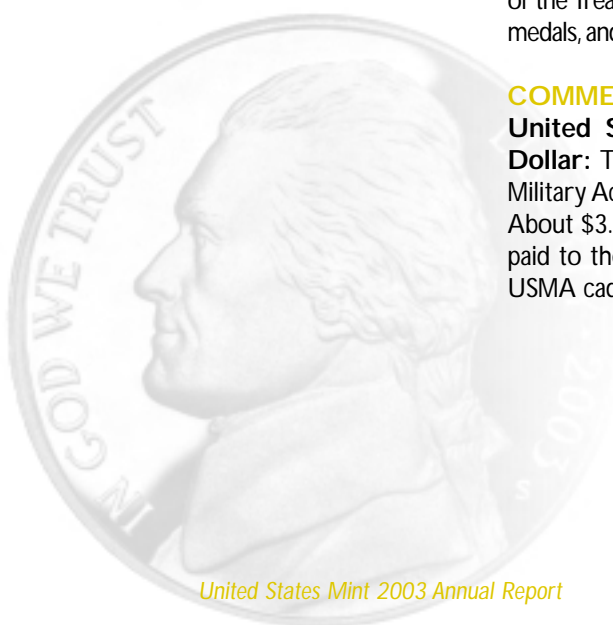 of the Trea
medals, and
COMME
United S
Dollar: T
Military Ac
About $3.
paid to the
USMA cad
IN GOD WE TRUST
L
2003
S
United States Mint 2003 Annual Report